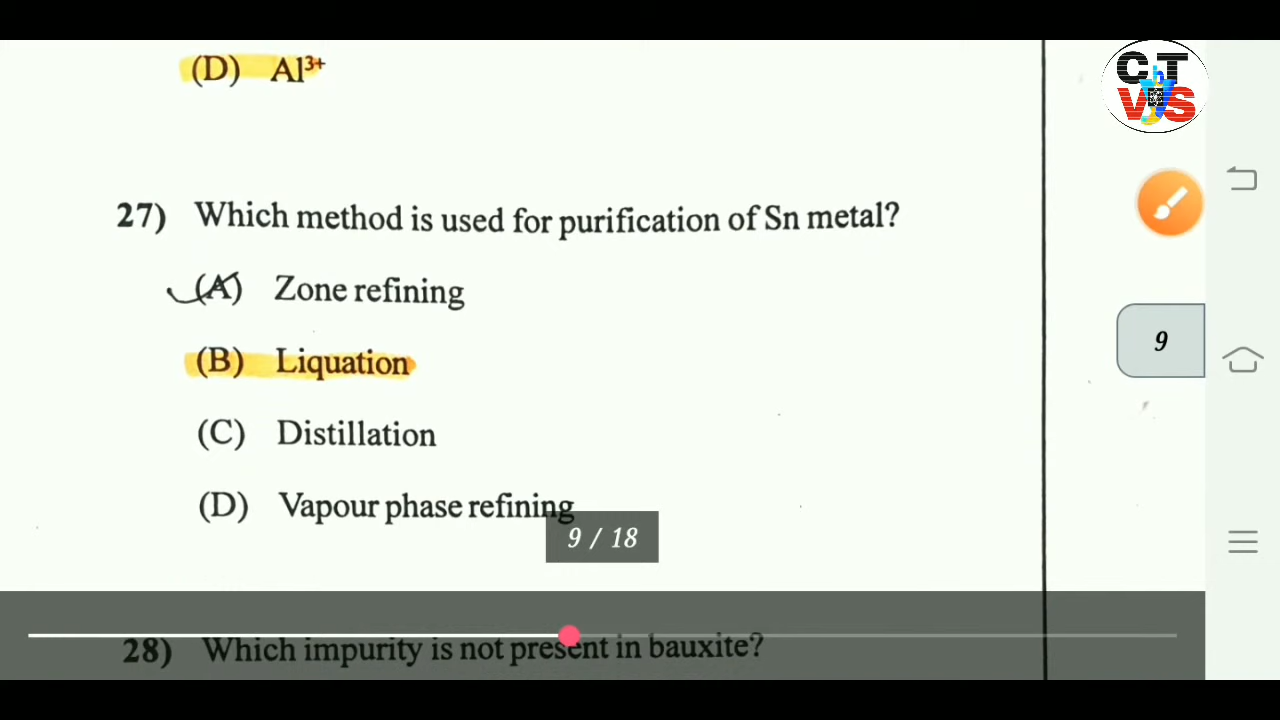 (D) Al³⁺
C h T
V S
27) Which method is used for purification of Sn metal?
(A) Zone refining
9
(B) Liquation
(C) Distillation
(D) Vapour phase refining
9 / 18
28) Which impurity is not present in bauxite?